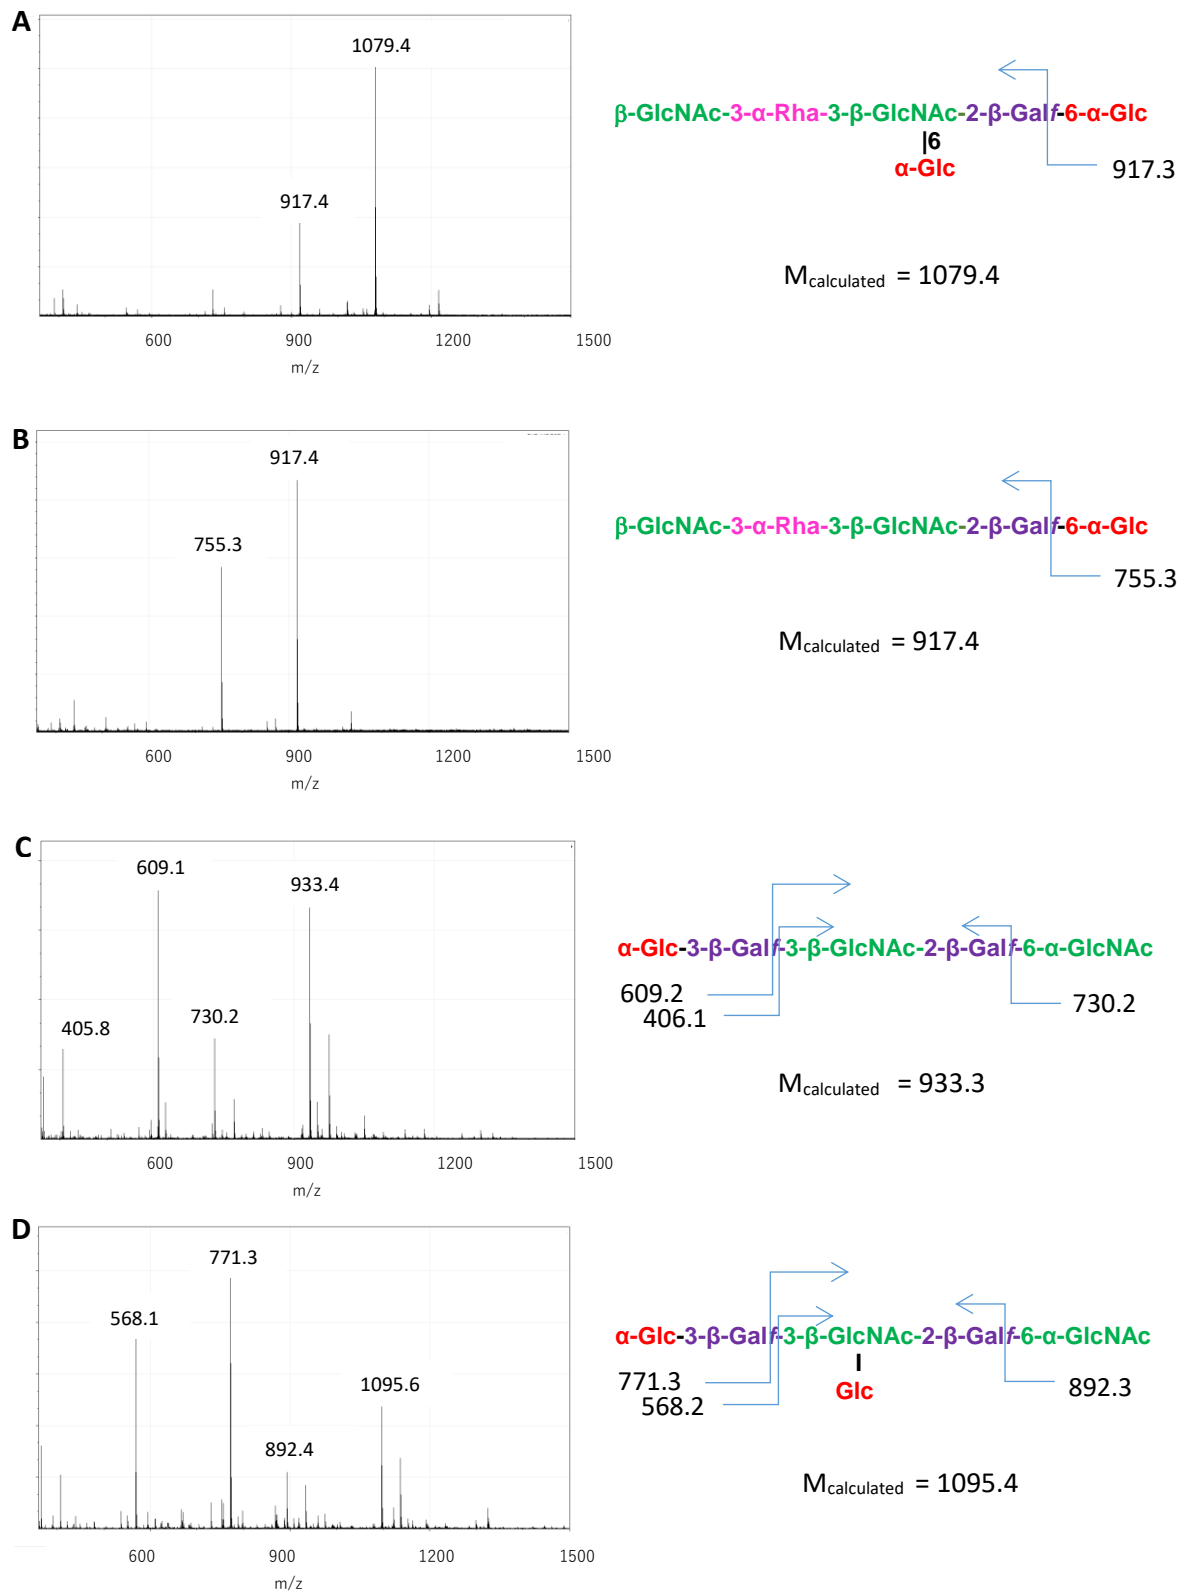 A
1079.4
917.4
600 900 1200 1500
m/z
β-GlcNAc-3-α-Rha-3-β-GlcNAc-2-β-Galf-6-α-Glc
|6
α-Glc
917.3
Mcalculated = 1079.4
B
917.4
755.3
600 900 1200 1500
m/z
β-GlcNAc-3-α-Rha-3-β-GlcNAc-2-β-Galf-6-α-Glc
755.3
Mcalculated = 917.4
C
609.1
933.4
405.8
730.2
600 900 1200 1500
m/z
α-Glc-3-β-Galf-3-β-GlcNAc-2-β-Galf-6-α-GlcNAc
609.2
406.1
730.2
Mcalculated = 933.3
D
771.3
568.1
1095.6
892.4
600 900 1200 1500
m/z
α-Glc-3-β-Galf-3-β-GlcNAc-2-β-Galf-6-α-GlcNAc
|
Glc
771.3
568.2
892.3
Mcalculated = 1095.4